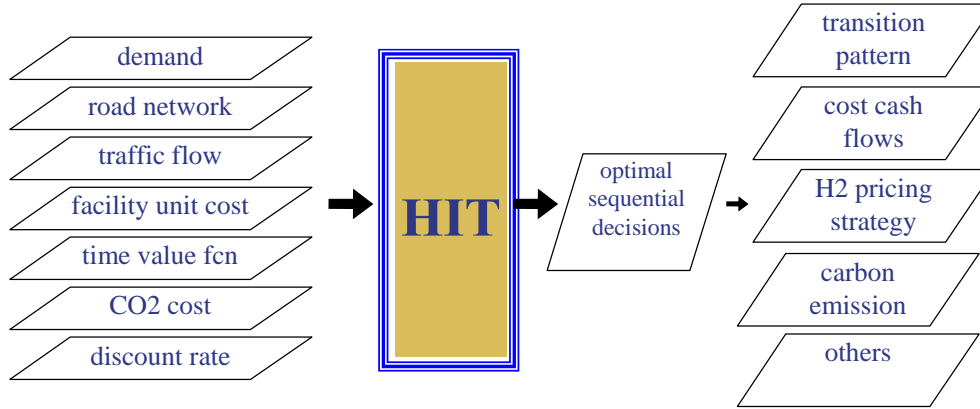 demand
road network
traffic flow
facility unit cost
time value fcn
CO2 cost
discount rate
HIT
optimal
sequential
decisions
transition
pattern
cost cash
flows
H2 pricing
strategy
carbon
emission
others